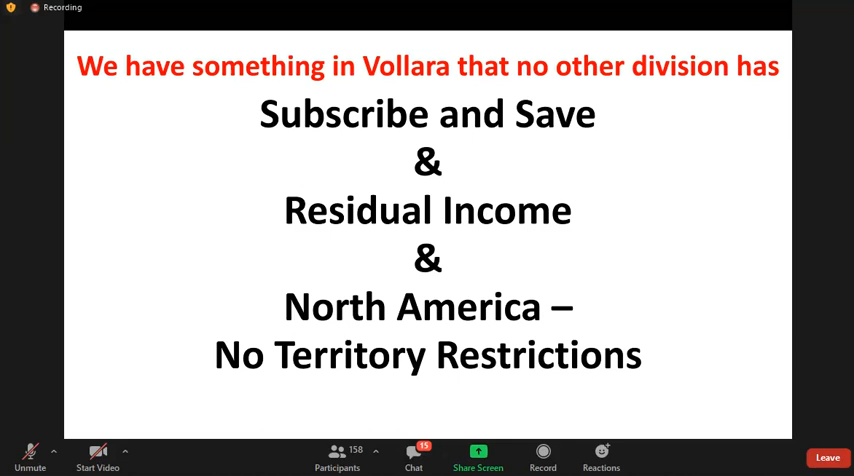 Recording
We have something in Vollara that no other division has
Subscribe and Save
&
Residual Income
&
North America –
No Territory Restrictions
158
15
Unmute
Start Video
Participants
Chat
Share Screen
Record
Reactions
Leave